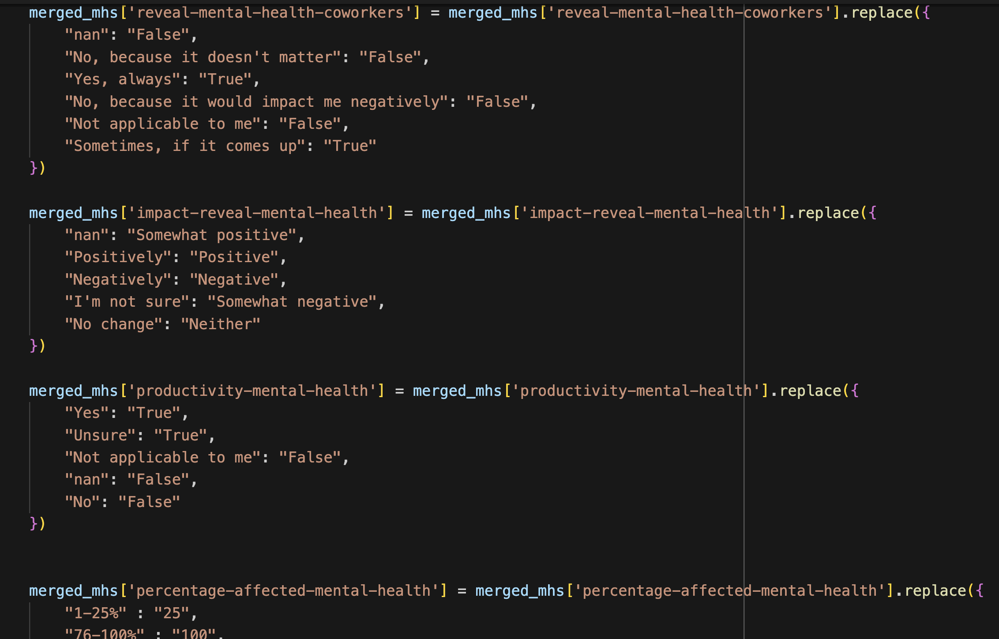 merged_mhs['reveal-mental-health-coworkers'] = merged_mhs['reveal-mental-health-coworkers'].replace({
    "nan": "False",
    "No, because it doesn't matter": "False",
    "Yes, always": "True",
    "No, because it would impact me negatively": "False",
    "Not applicable to me": "False",
    "Sometimes, if it comes up": "True"
})

merged_mhs['impact-reveal-mental-health'] = merged_mhs['impact-reveal-mental-health'].replace({
    "nan": "Somewhat positive",
    "Positively": "Positive",
    "Negatively": "Negative",
    "I'm not sure": "Somewhat negative",
    "No change": "Neither"
})

merged_mhs['productivity-mental-health'] = merged_mhs['productivity-mental-health'].replace({
    "Yes": "True",
    "Unsure": "True",
    "Not applicable to me": "False",
    "nan": "False",
    "No": "False"
})

merged_mhs['percentage-affected-mental-health'] = merged_mhs['percentage-affected-mental-health'].replace({
    "1-25%" : "25",
    "76-100%" : "100",